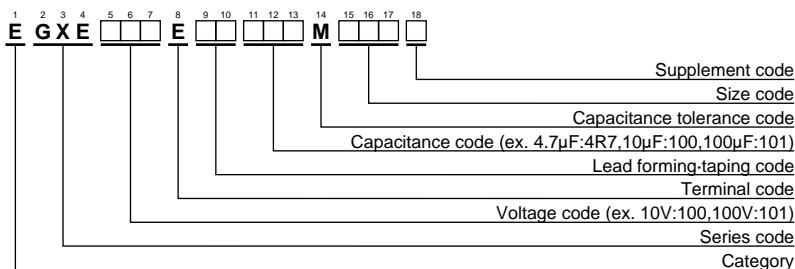 1 2 3 4 5 6 7 8 9 10 11 12 13 14 15 16 17 18
E GXE □□□ E □□ □□□ M □□□ □
Supplement code
Size code
Capacitance tolerance code
Capacitance code (ex. 4.7μF:4R7,10μF:100,100μF:101)
Lead forming·taping code
Terminal code
Voltage code (ex. 10V:100,100V:101)
Series code
Category